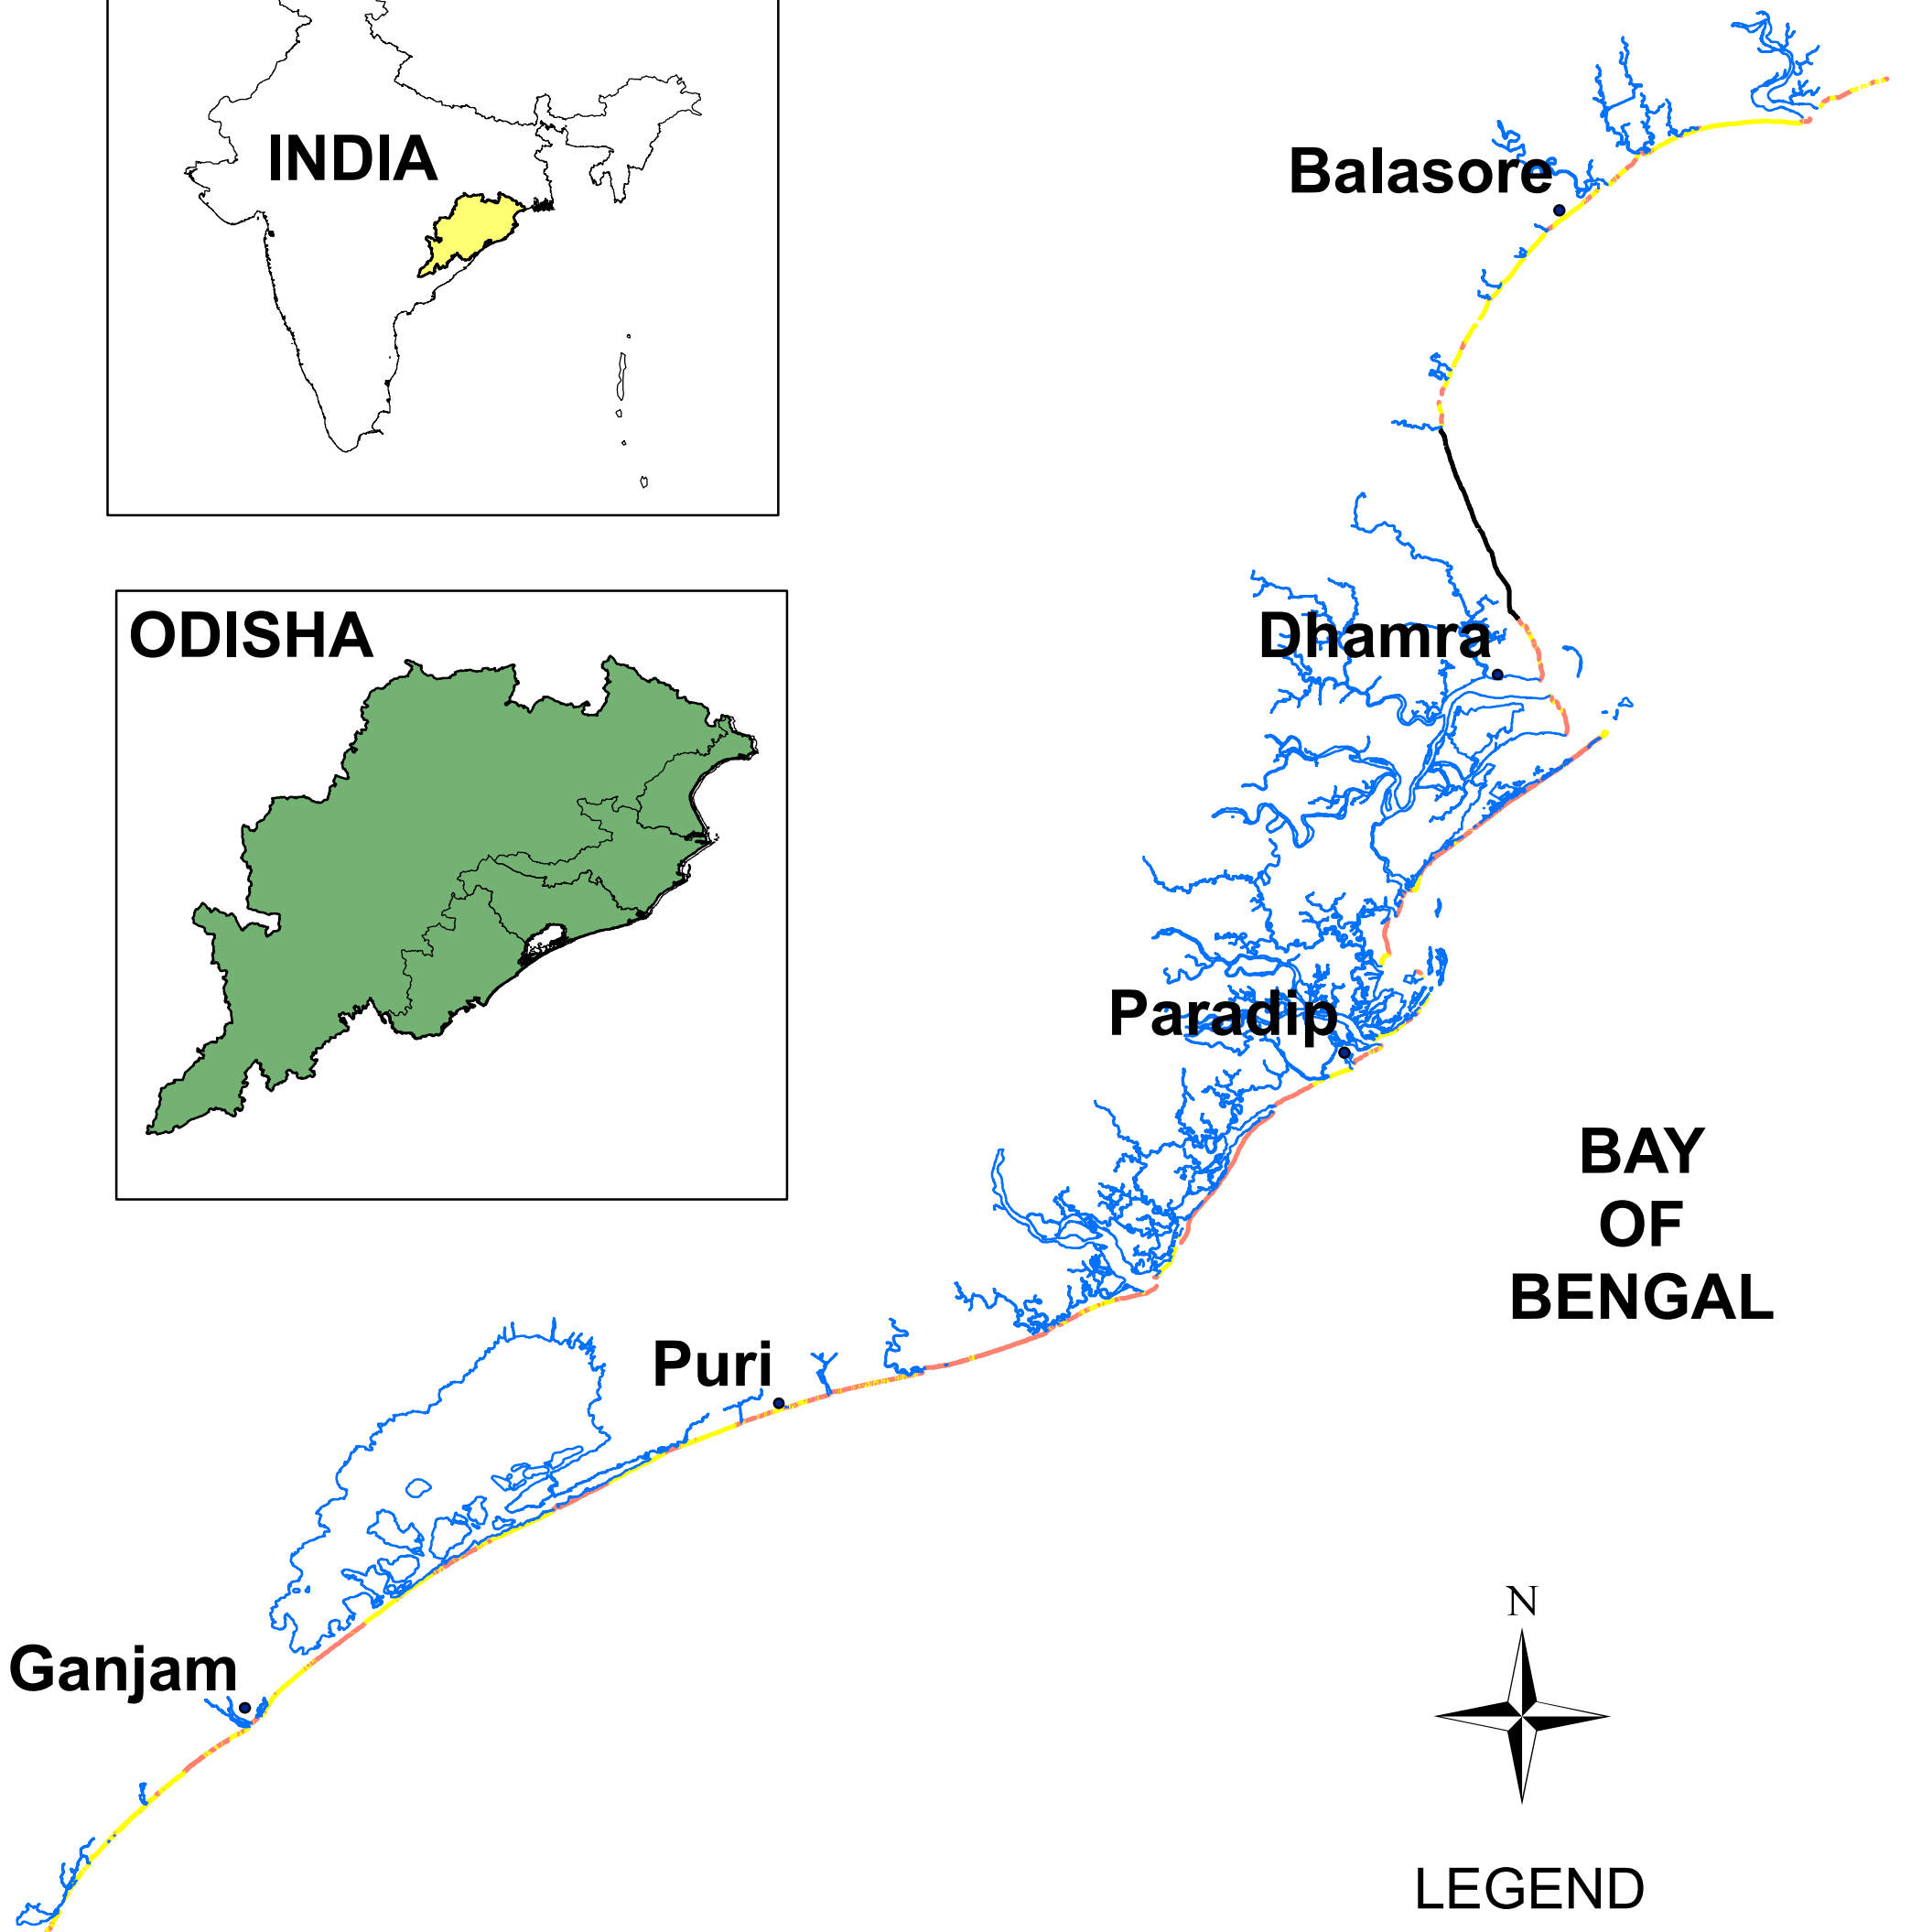 INDIA
Balasore
ODISHA
Dhamra
Paradip
BAY
OF
BENGAL
Puri
N
Ganjam
LEGEND